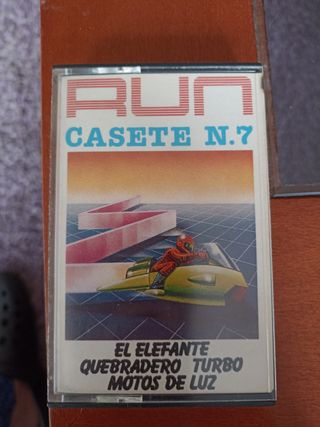 RUN
CASETE N.7
EL ELEFANTE
QUEBRADERO TURBO
MOTOS DE LUZ